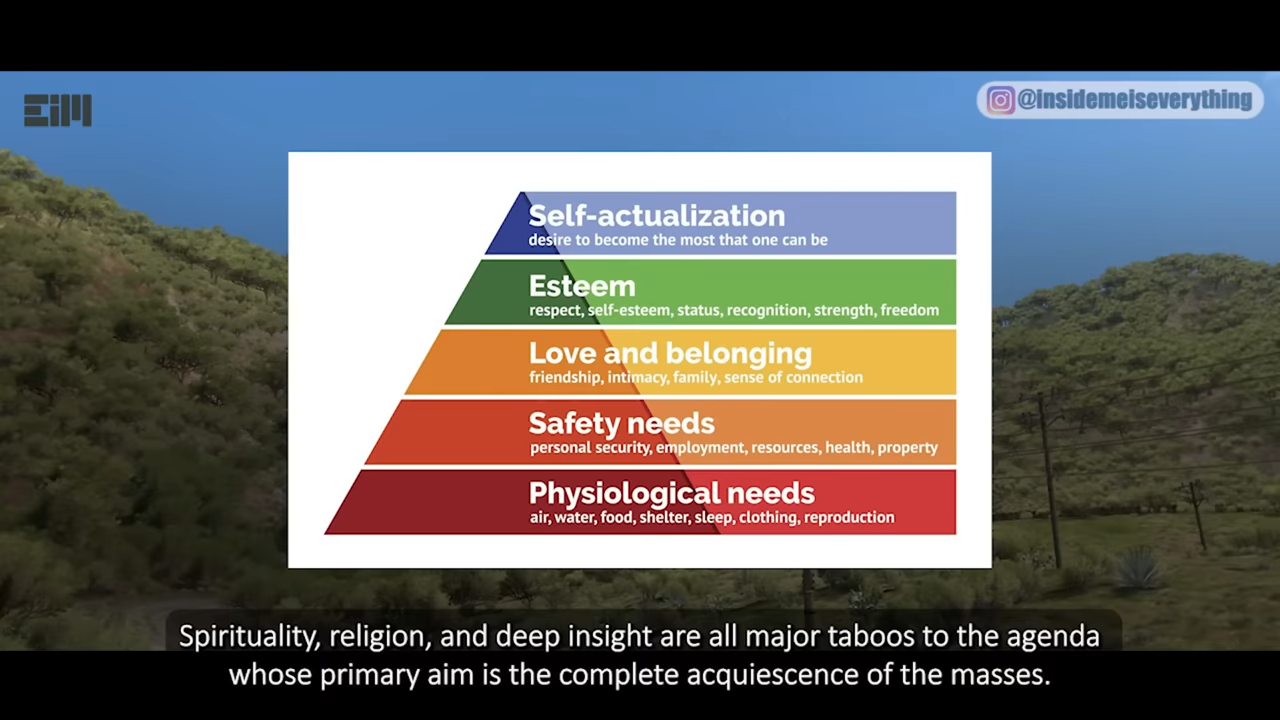 EiM
@insidemeiseverything
Self-actualization
desire to become the most that one can be
Esteem
respect, self-esteem, status, recognition, strength, freedom
Love and belonging
friendship, intimacy, family, sense of connection
Safety needs
personal security, employment, resources, health, property
Physiological needs
air, water, food, shelter, sleep, clothing, reproduction
Spirituality, religion, and deep insight are all major taboos to the agenda
whose primary aim is the complete acquiescence of the masses.